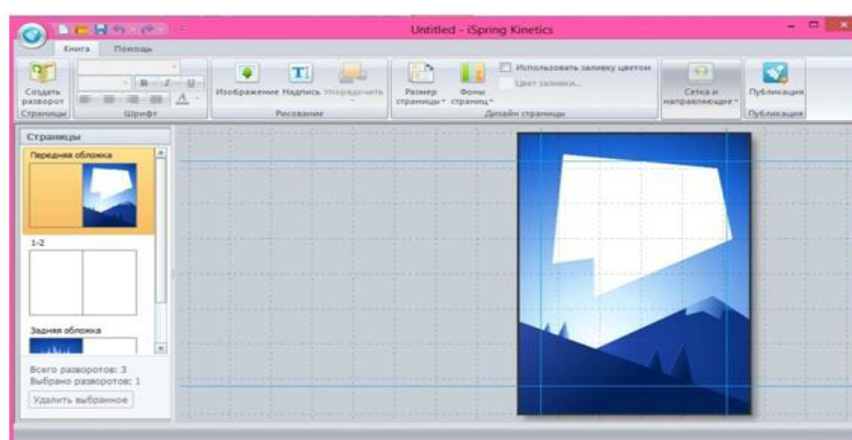 Untitled - iSpring Kinetics
Книга Помощь
Создать разворот
Страницы
Ж К Ч
A
Шрифт
Изображение Надпись Упорядочить
Рисование
Размер страницы Фоны страниц
Использовать заливку цветом
Цвет заливки...
Дизайн страницы
Сетка и направляющие
Публикация
Публикация
Страницы
Передняя обложка
1-2
Задняя обложка
Всего разворотов: 3
Выбрано разворотов: 1
Удалить выбранное